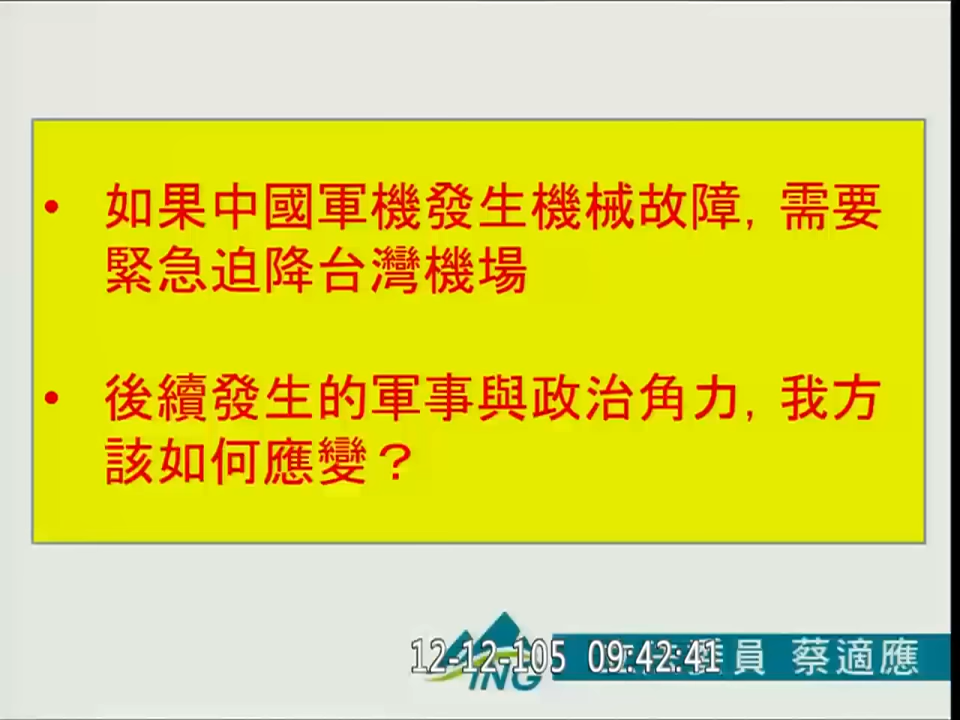 • 如果中國軍機發生機械故障，需要
緊急迫降台灣機場
• 後續發生的軍事與政治角力，我方
該如何應變？
12-12-105 09:42:41
ING
委員 蔡適應